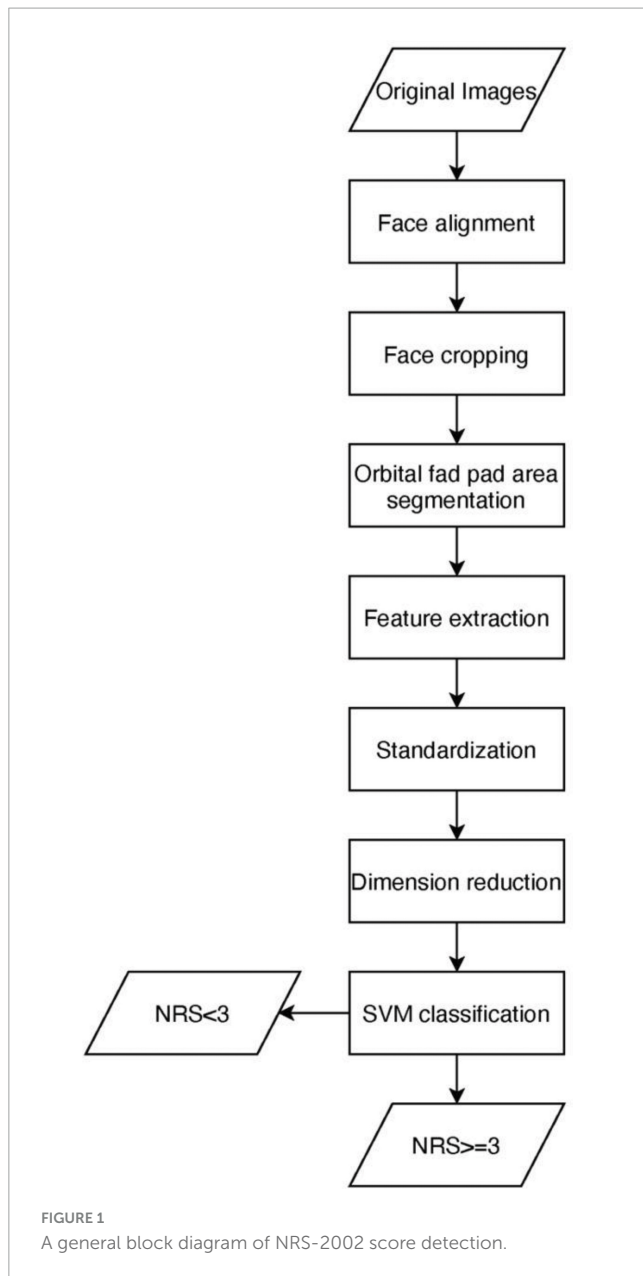 Original Images
Face alignment
Face cropping
Orbital fad pad area
segmentation
Feature extraction
Standardization
Dimension reduction
SVM classification
NRS<3
NRS>=3
FIGURE 1
A general block diagram of NRS-2002 score detection.